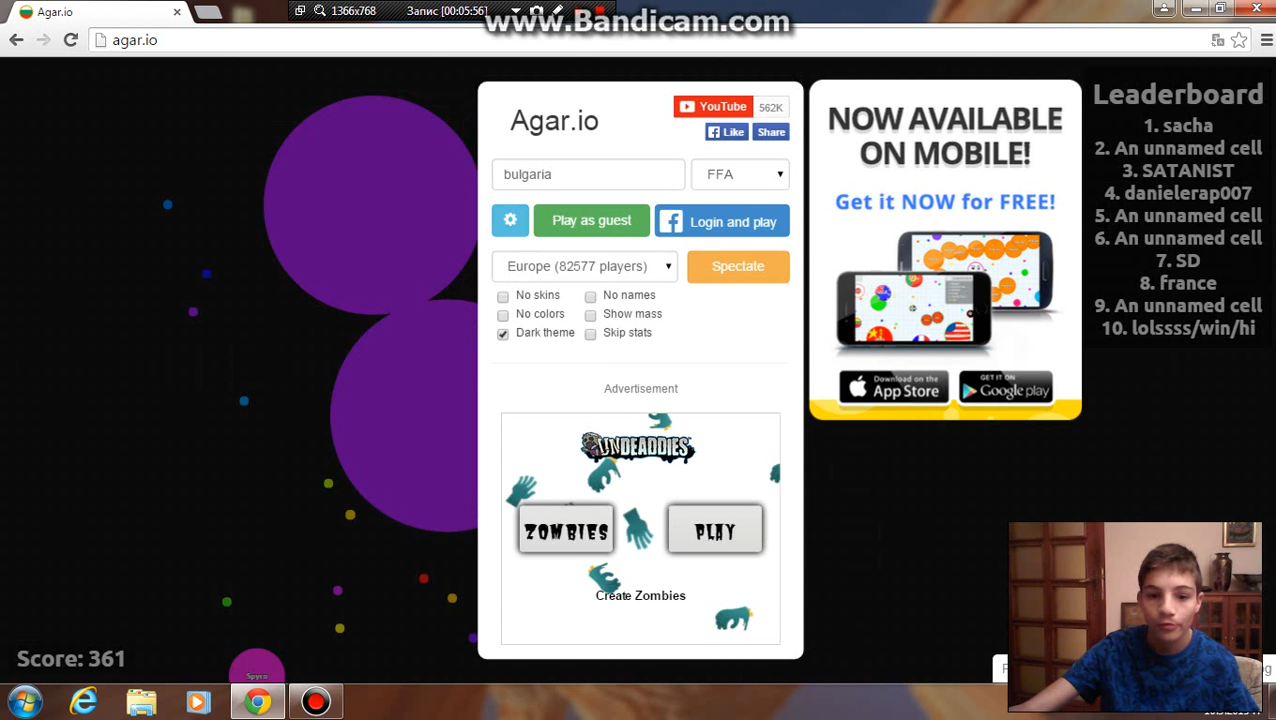 Agar.io
1366x768
Запис [00:05:56]
www.Bandicam.com
agar.io
Agar.io
YouTube
562K
Like
Share
bulgaria
FFA
Play as guest
Login and play
Europe (82577 players)
Spectate
No skins
No names
No colors
Show mass
Dark theme
Skip stats
Advertisement
UNDEADDIES
ZOMBIES
PLAY
Create Zombies
NOW AVAILABLE
ON MOBILE!
Get it NOW for FREE!
Download on the
App Store
GET IT ON
Google play
Leaderboard
1. sacha
2. An unnamed cell
3. SATANIST
4. danielerap007
5. An unnamed cell
6. An unnamed cell
7. SD
8. france
9. An unnamed cell
10. lolssss/win/hi
Score: 361
Spyro